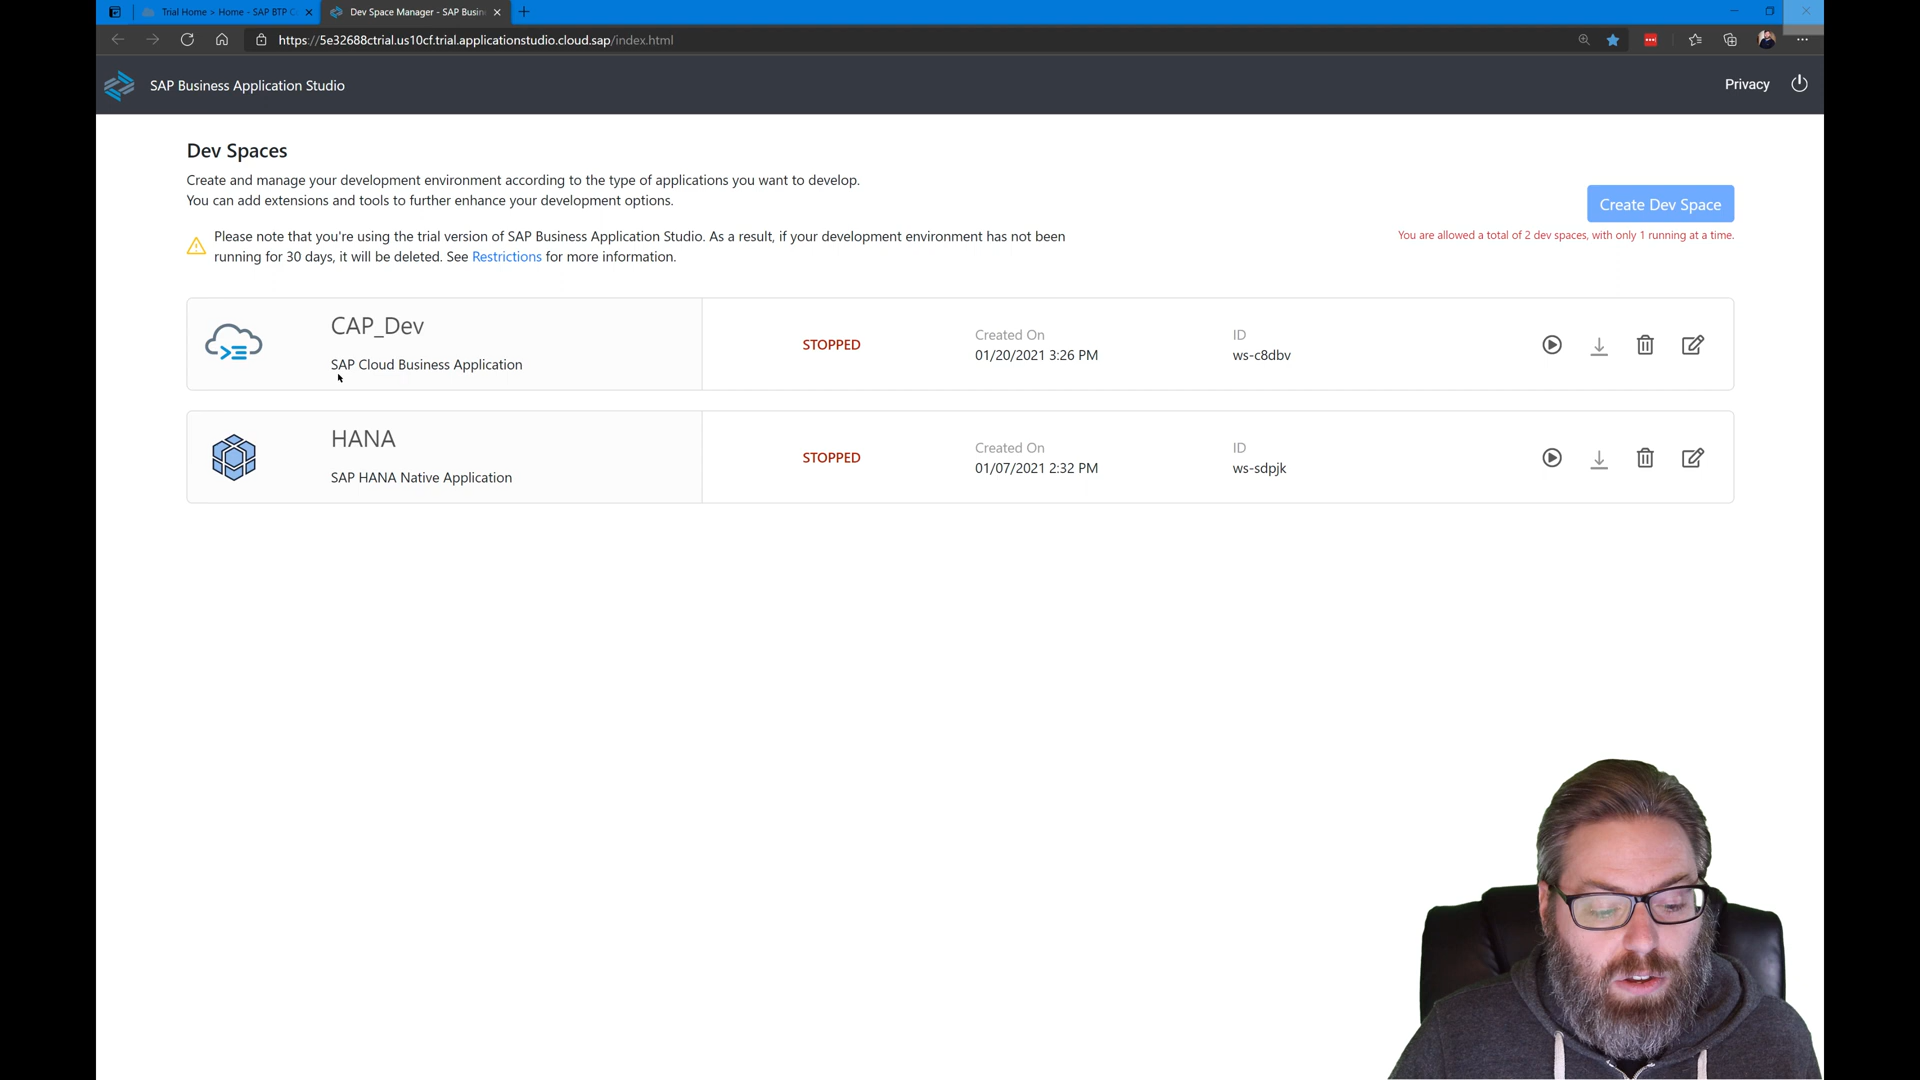 Trial Home > Home - SAP BTP C
Dev Space Manager - SAP Busin
https://5e32688ctrial.us10cf.trial.applicationstudio.cloud.sap/index.html
SAP Business Application Studio
Privacy
Dev Spaces
Create and manage your development environment according to the type of applications you want to develop.
You can add extensions and tools to further enhance your development options.
Create Dev Space
Please note that you're using the trial version of SAP Business Application Studio. As a result, if your development environment has not been
running for 30 days, it will be deleted. See Restrictions for more information.
You are allowed a total of 2 dev spaces, with only 1 running at a time.
CAP_Dev
SAP Cloud Business Application
STOPPED
Created On
01/20/2021 3:26 PM
ID
ws-c8dbv
HANA
SAP HANA Native Application
STOPPED
Created On
01/07/2021 2:32 PM
ID
ws-sdpjk